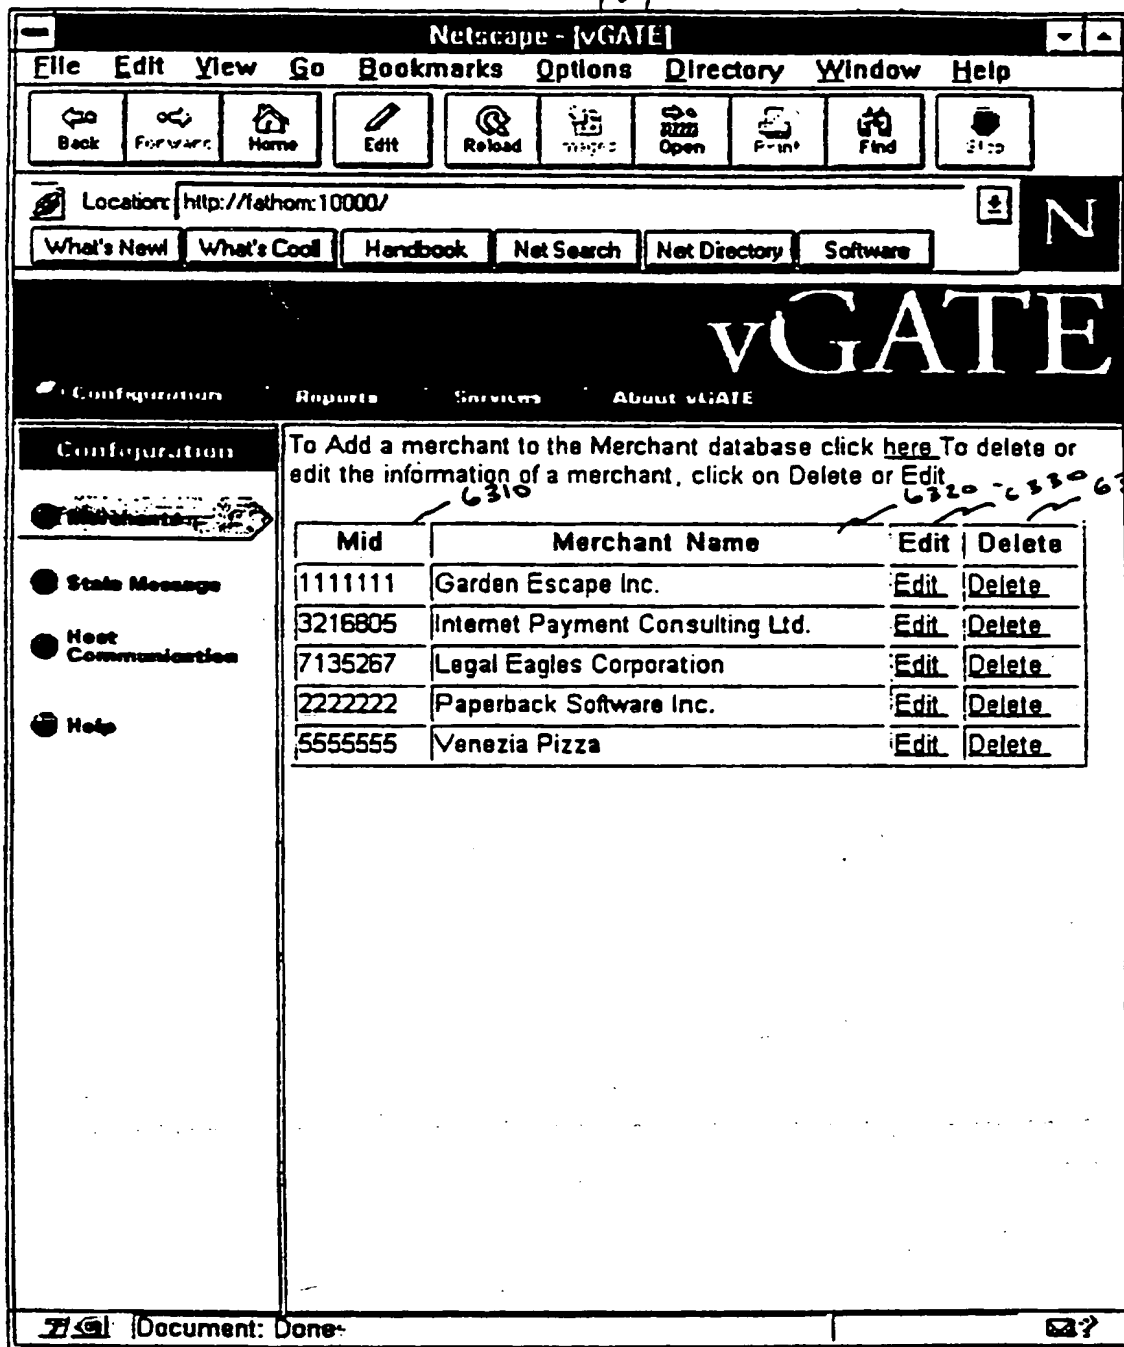 Netscape - [vGATE]
File Edit View Go Bookmarks Options Directory Window Help
Back Forward Home Edit Reload Images Open Print Find Stop
Location: http://fathom:10000/
What's New! What's Cool! Handbook Net Search Net Directory Software
N
vGATE
Configuration Reports Services About vGATE
Configuration
Merchants
Stale Message
Host
Communication
Help
To Add a merchant to the Merchant database click here To delete or
edit the information of a merchant, click on Delete or Edit
6310 6320 6330
Mid Merchant Name Edit Delete
1111111 Garden Escape Inc. Edit Delete
3216805 Internet Payment Consulting Ltd. Edit Delete
7135267 Legal Eagles Corporation Edit Delete
2222222 Paperback Software Inc. Edit Delete
5555555 Venezia Pizza Edit Delete
Document: Done